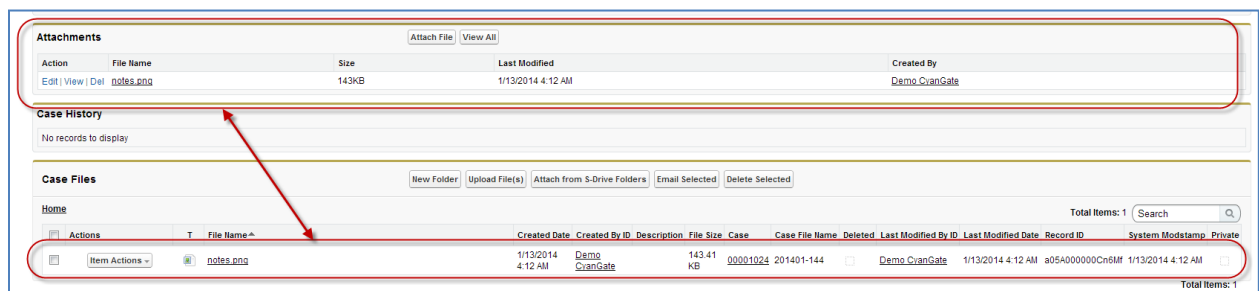 Attachments Attach File View All
Action File Name Size Last Modified Created By
Edit | View | Del notes.png 143KB 1/13/2014 4:12 AM Demo CyanGate
Case History
No records to display
Case Files New Folder Upload File(s) Attach from S-Drive Folders Email Selected Delete Selected
Home Total Items: 1 Search
Actions T File Name Created Date Created By ID Description File Size Case Case File Name Deleted Last Modified By ID Last Modified Date Record ID System Modstamp Private
Item Actions notes.png 1/13/2014 4:12 AM Demo CyanGate 143.41 KB 00001024 201401-144 Demo CyanGate 1/13/2014 4:12 AM a05A000000Cn6Mf 1/13/2014 4:12 AM
Total Items: 1